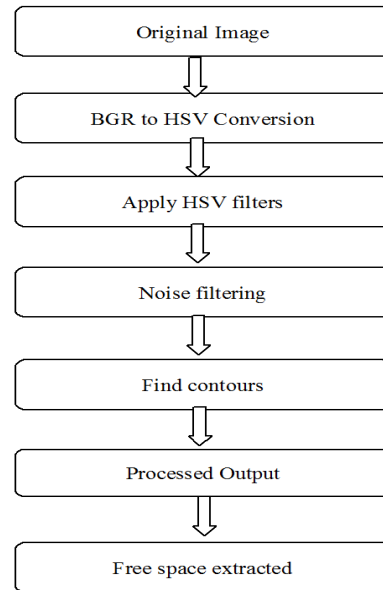 Original Image
BGR to HSV Conversion
Apply HSV filters
Noise filtering
Find contours
Processed Output
Free space extracted